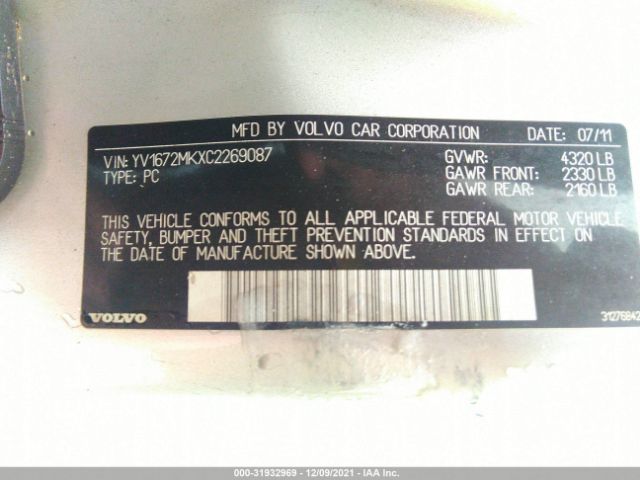 MFD BY VOLVO CAR CORPORATION DATE: 07/11
VIN: YV1672MKXC2269087 GVWR: 4320 LB
TYPE: PC GAWR FRONT: 2330 LB
GAWR REAR: 2160 LB
THIS VEHICLE CONFORMS TO ALL APPLICABLE FEDERAL MOTOR VEHICLE
SAFETY, BUMPER AND THEFT PREVENTION STANDARDS IN EFFECT ON
THE DATE OF MANUFACTURE SHOWN ABOVE.
VOLVO 31276842
000-31932969 - 12/09/2021 - IAA Inc.